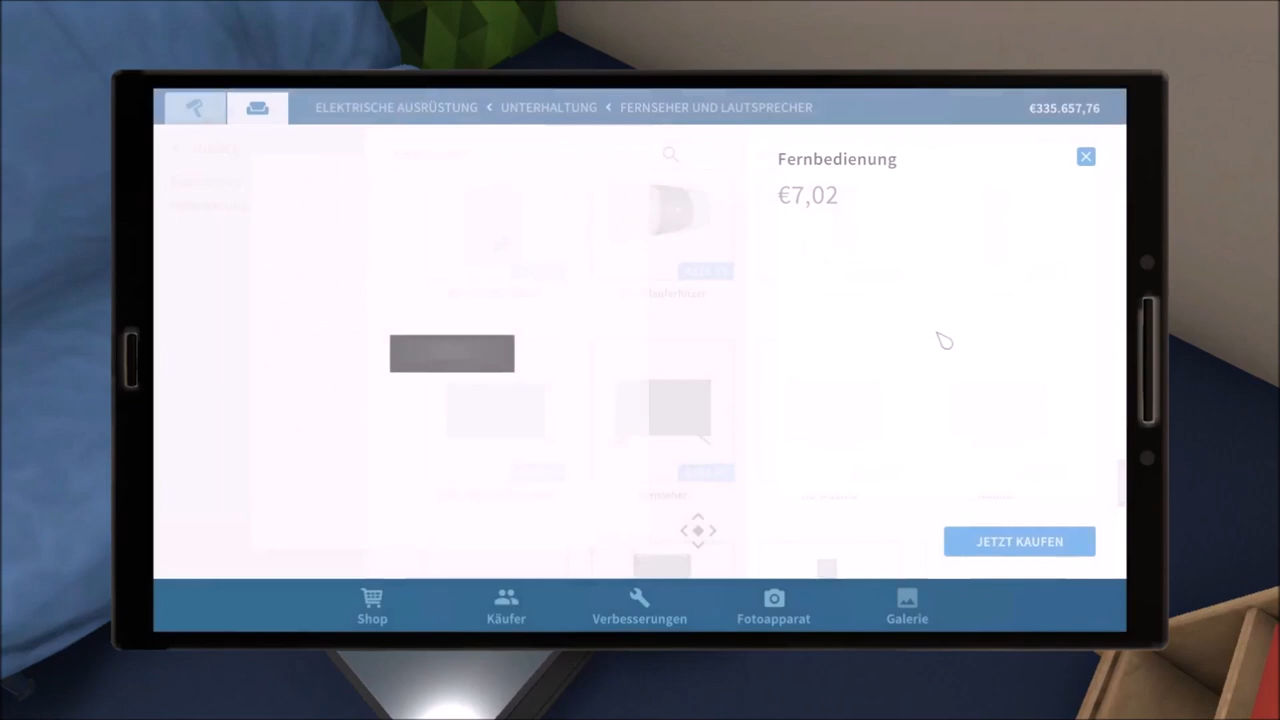 ELEKTRISCHE AUSRÜSTUNG < UNTERHALTUNG < FERNSEHER UND LAUTSPRECHER
€335.657,76
Fernbedienung
€7,02
JETZT KAUFEN
Shop
Käufer
Verbesserungen
Fotoapparat
Galerie